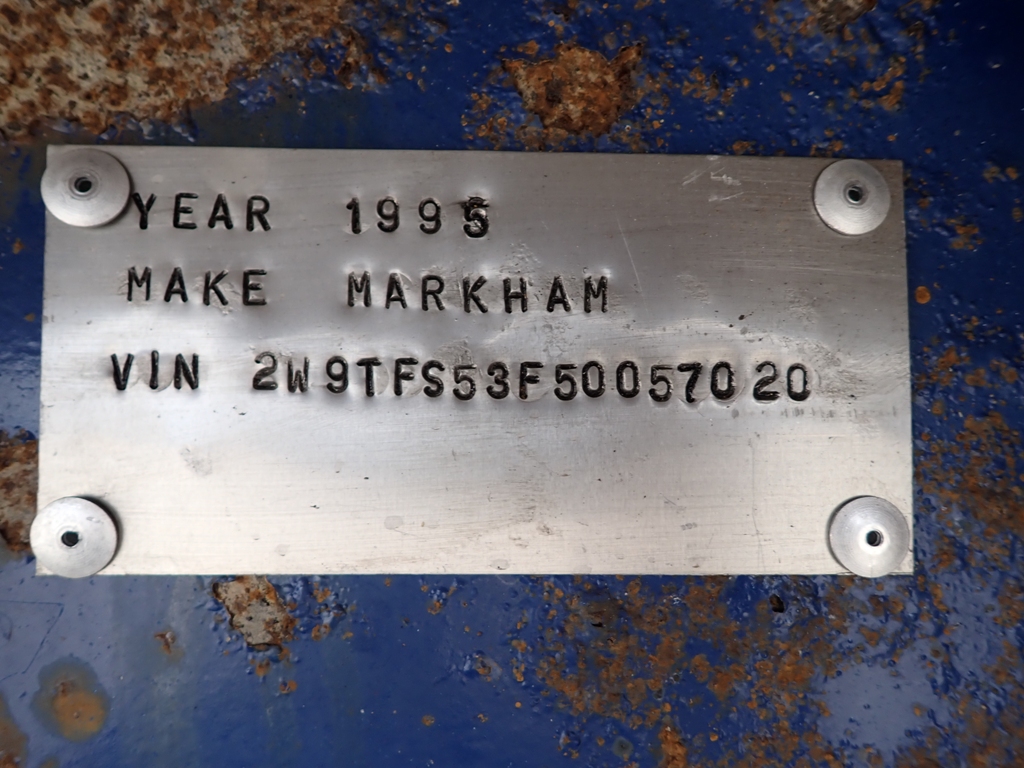 YEAR 1995
MAKE MARKHAM
VIN 2W9TFS53F50057020